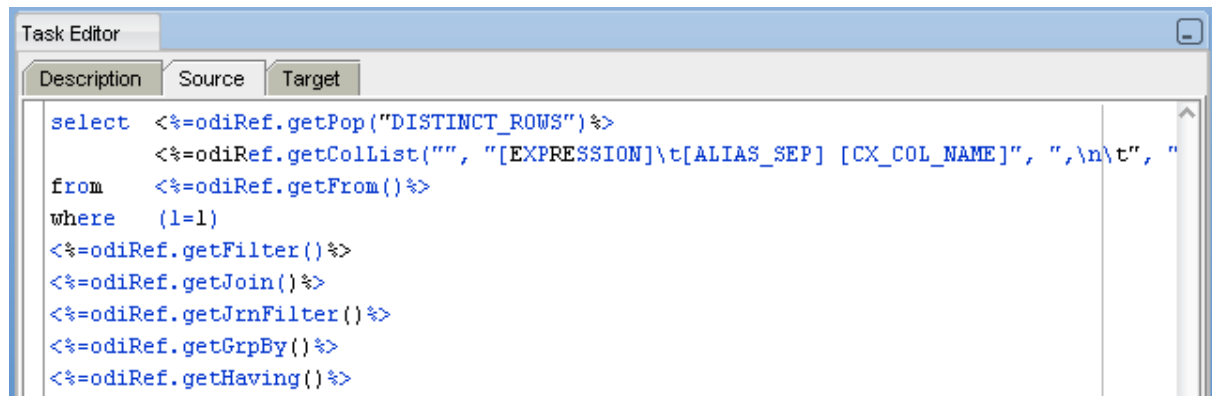 Task Editor
Description Source Target
select <%=odiRef.getPop("DISTINCT_ROWS")%>
<%=odiRef.getColList("", "[EXPRESSION]\t[ALIAS_SEP] [CX_COL_NAME]", ",\n\t", "
from <%=odiRef.getFrom()%>
where (1=1)
<%=odiRef.getFilter()%>
<%=odiRef.getJoin()%>
<%=odiRef.getJrnFilter()%>
<%=odiRef.getGrpBy()%>
<%=odiRef.getHaving()%>